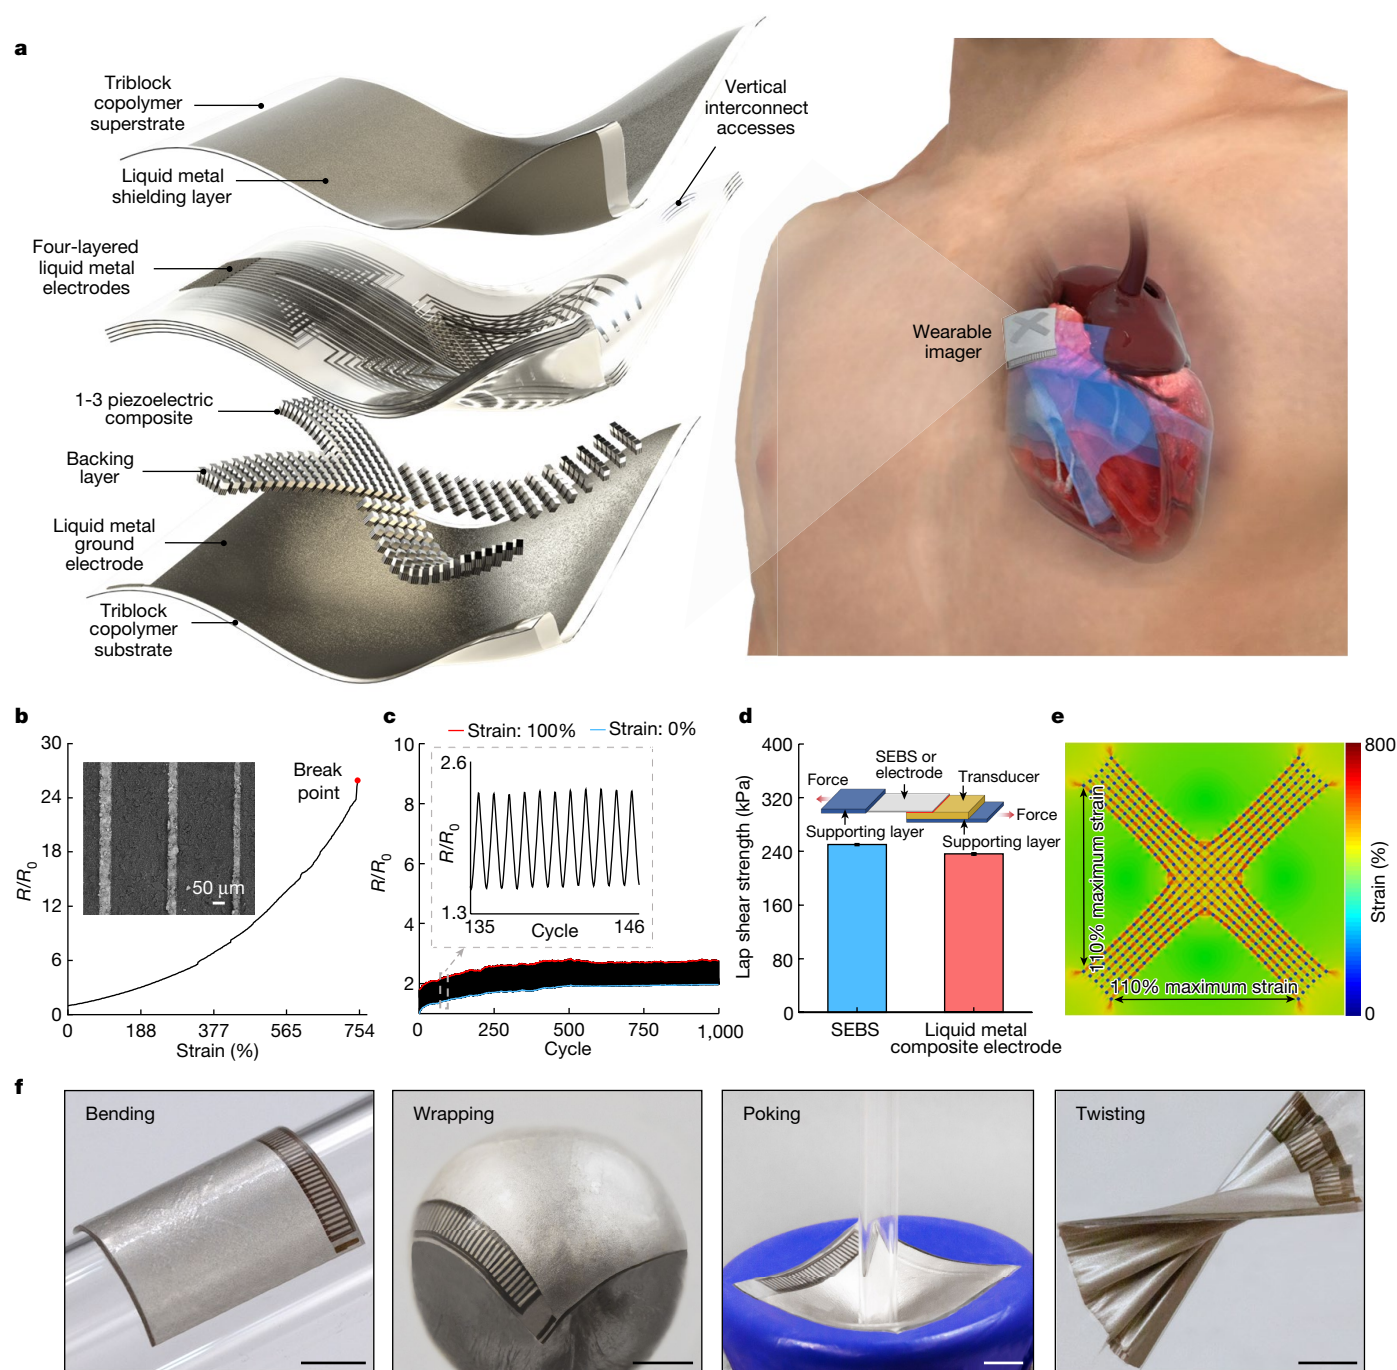 a
Triblock
copolymer
superstrate
Liquid metal
shielding layer
Four-layered
liquid metal
electrodes
1-3 piezoelectric
composite
Backing
layer
Liquid metal
ground
electrode
Triblock
copolymer
substrate
Vertical
interconnect
accesses
Wearable
imager
b
R/R0
30
24
18
12
6
0
0 188 377 565 754
Strain (%)
Break
point
50 μm
c
Strain: 100% Strain: 0%
R/R0
10
8
6
4
2
0
0 250 500 750 1,000
Cycle
2.6
R/R0
1.3
135 146
Cycle
d
Lap shear strength (kPa)
400
320
240
160
80
0
SEBS or
electrode
Transducer
Force
Force
Supporting layer
Supporting layer
SEBS
Liquid metal
composite electrode
e
110% maximum strain
110% maximum strain
800
Strain (%)
0
f
Bending
Wrapping
Poking
Twisting